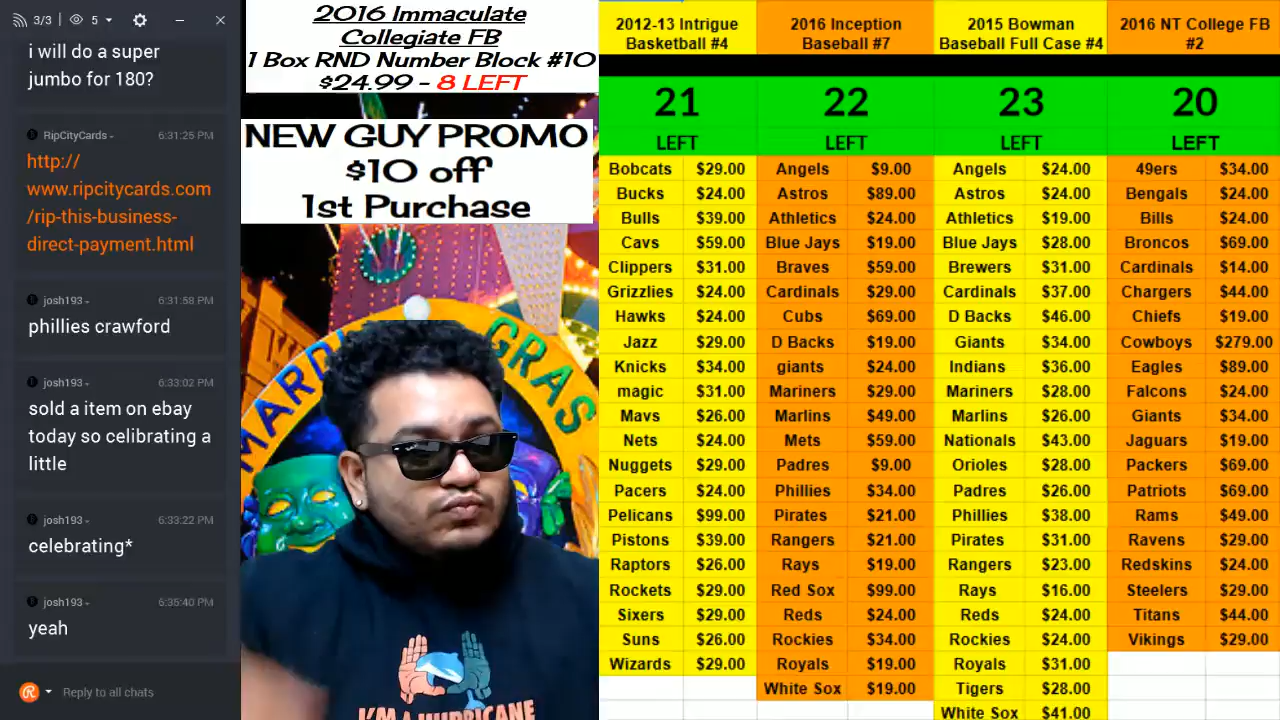 3/3 5
i will do a super
jumbo for 180?
RipCityCards 6:31:25 PM
http://
www.ripcitycards.com
/rip-this-business-
direct-payment.html
josh193 6:31:58 PM
phillies crawford
josh193 6:33:02 PM
sold a item on ebay
today so celibrating a
little
josh193 6:33:22 PM
celebrating*
josh193 6:35:40 PM
yeah
Reply to all chats
2016 Immaculate
Collegiate FB
1 Box RND Number Block #10
$24.99 - 8 LEFT
NEW GUY PROMO
$10 off
1st Purchase
MARDI GRAS
I'M A HURRICANE
2012-13 Intrigue
Basketball #4
21
LEFT
Bobcats $29.00
Bucks $24.00
Bulls $39.00
Cavs $59.00
Clippers $31.00
Grizzlies $24.00
Hawks $24.00
Jazz $29.00
Knicks $34.00
magic $31.00
Mavs $26.00
Nets $24.00
Nuggets $29.00
Pacers $24.00
Pelicans $99.00
Pistons $39.00
Raptors $26.00
Rockets $29.00
Sixers $29.00
Suns $26.00
Wizards $29.00
2016 Inception
Baseball #7
22
LEFT
Angels $9.00
Astros $89.00
Athletics $24.00
Blue Jays $19.00
Braves $59.00
Cardinals $29.00
Cubs $69.00
D Backs $19.00
giants $24.00
Mariners $29.00
Marlins $49.00
Mets $59.00
Padres $9.00
Phillies $34.00
Pirates $21.00
Rangers $21.00
Rays $19.00
Red Sox $99.00
Reds $24.00
Rockies $34.00
Royals $19.00
White Sox $19.00
2015 Bowman
Baseball Full Case #4
23
LEFT
Angels $24.00
Astros $24.00
Athletics $19.00
Blue Jays $28.00
Brewers $31.00
Cardinals $37.00
D Backs $46.00
Giants $34.00
Indians $36.00
Mariners $28.00
Marlins $26.00
Nationals $43.00
Orioles $28.00
Padres $26.00
Phillies $38.00
Pirates $31.00
Rangers $23.00
Rays $16.00
Reds $24.00
Rockies $24.00
Royals $31.00
Tigers $28.00
White Sox $41.00
2016 NT College FB
#2
20
LEFT
49ers $34.00
Bengals $24.00
Bills $24.00
Broncos $69.00
Cardinals $14.00
Chargers $44.00
Chiefs $19.00
Cowboys $279.00
Eagles $89.00
Falcons $24.00
Giants $34.00
Jaguars $19.00
Packers $69.00
Patriots $69.00
Rams $49.00
Ravens $29.00
Redskins $24.00
Steelers $29.00
Titans $44.00
Vikings $29.00